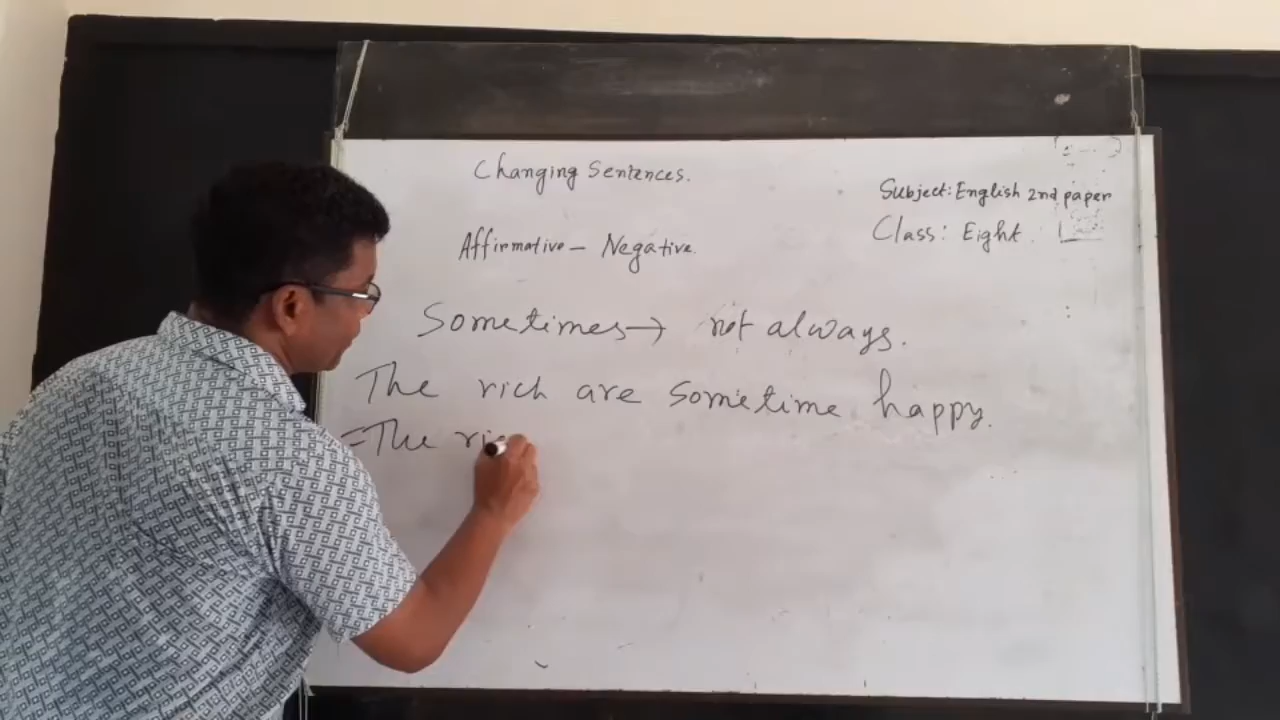 Changing Sentences.
Subject: English 2nd paper
Class: Eight
Affirmative - Negative.
Sometimes → not always.
The rich are sometime happy.
=The ric